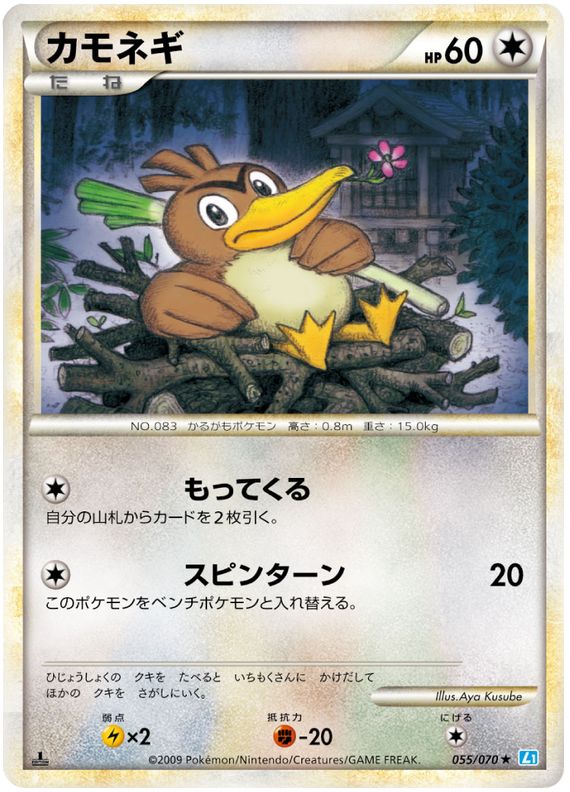 カモネギ HP60
たね
NO.083 かるがもポケモン 高さ：0.8m 重さ：15.0kg
もってくる
自分の山札からカードを2枚引く。
スピンターン 20
このポケモンをベンチポケモンと入れ替える。
ひじょうしょくの クキを たべると いちもくさんに かけだして
ほかの クキを さがしにいく。
Illus.Aya Kusube
弱点 抵抗力 にげる
×2 -20
1 EDITION ©2009 Pokémon/Nintendo/Creatures/GAME FREAK. 055/070 ★ L1